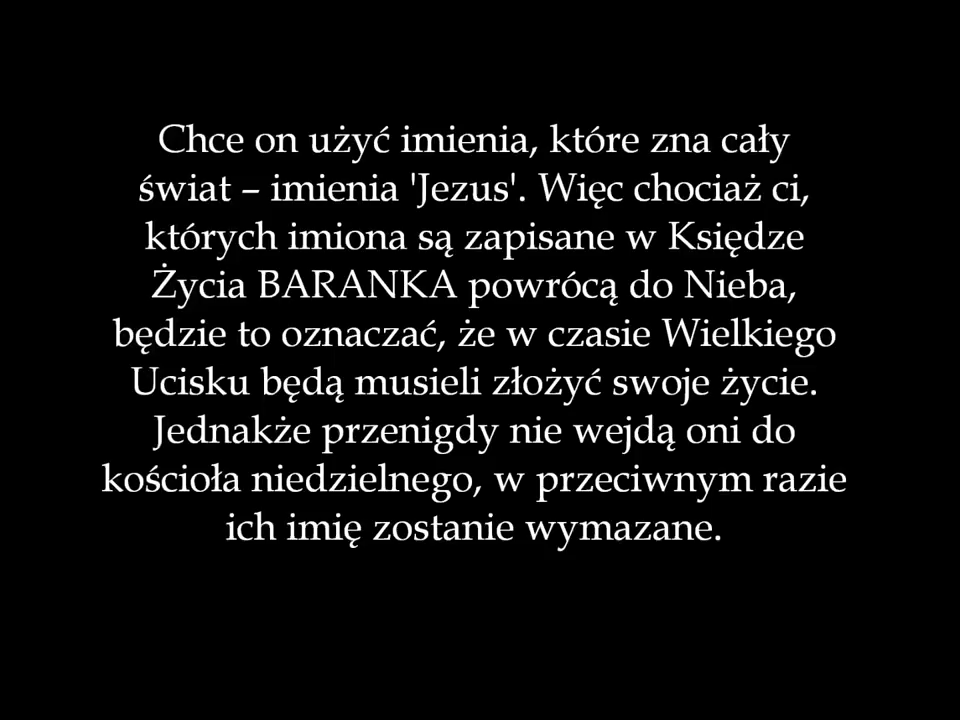 Chce on użyć imienia, które zna cały
świat – imienia 'Jezus'. Więc chociaż ci,
których imiona są zapisane w Księdze
Życia BARANKA powrócą do Nieba,
będzie to oznaczać, że w czasie Wielkiego
Ucisku będą musieli złożyć swoje życie.
Jednakże przenigdy nie wejdą oni do
kościoła niedzielnego, w przeciwnym razie
ich imię zostanie wymazane.